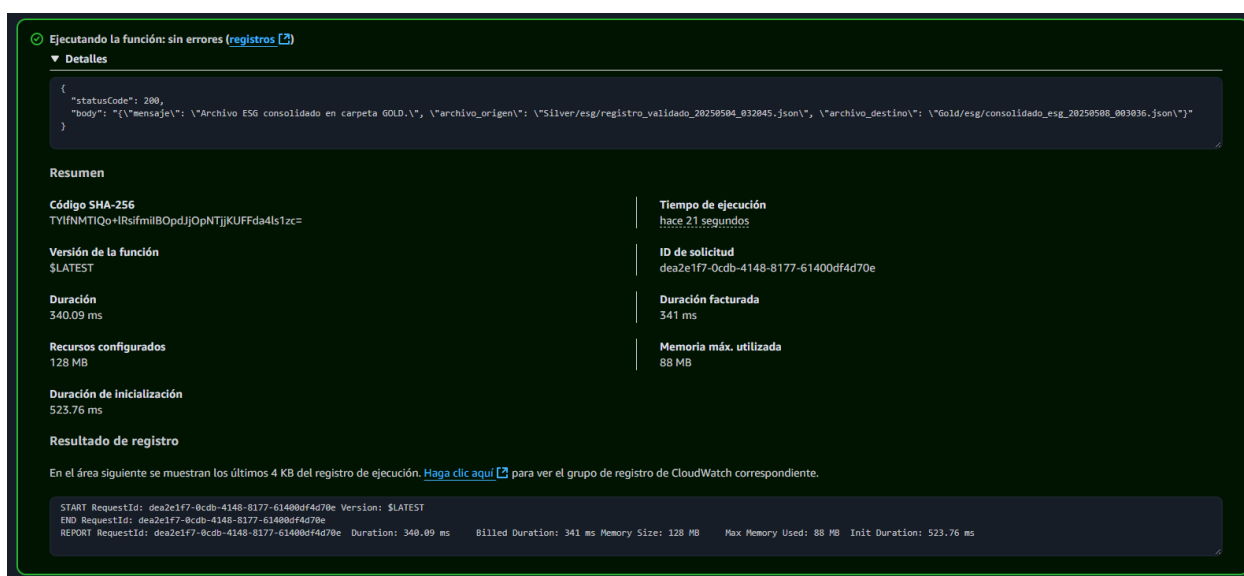 Ejecutando la función: sin errores (registros)
Detalles
{
"statusCode": 200,
"body": "{\"mensaje\": \"Archivo ESG consolidado en carpeta GOLD.\", \"archivo_origen\": \"Silver/esg/registro_validado_20250504_032045.json\", \"archivo_destino\": \"Gold/esg/consolidado_esg_20250508_003036.json\"}"
}
Resumen
Código SHA-256
TYlfNMTIQo+lRsifmilBOpdJjOpNTjjKUFFda4ls1zc=
Tiempo de ejecución
hace 21 segundos
Versión de la función
$LATEST
ID de solicitud
dea2e1f7-0cdb-4148-8177-61400df4d70e
Duración
340.09 ms
Duración facturada
341 ms
Recursos configurados
128 MB
Memoria máx. utilizada
88 MB
Duración de inicialización
523.76 ms
Resultado de registro
En el área siguiente se muestran los últimos 4 KB del registro de ejecución. Haga clic aquí para ver el grupo de registro de CloudWatch correspondiente.
START RequestId: dea2e1f7-0cdb-4148-8177-61400df4d70e Version: $LATEST
END RequestId: dea2e1f7-0cdb-4148-8177-61400df4d70e
REPORT RequestId: dea2e1f7-0cdb-4148-8177-61400df4d70e Duration: 340.09 ms Billed Duration: 341 ms Memory Size: 128 MB Max Memory Used: 88 MB Init Duration: 523.76 ms